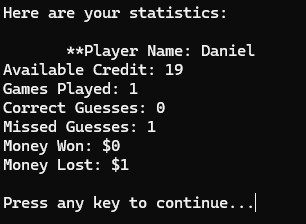 Here are your statistics:
**Player Name: Daniel
Available Credit: 19
Games Played: 1
Correct Guesses: 0
Missed Guesses: 1
Money Won: $0
Money Lost: $1
Press any key to continue...